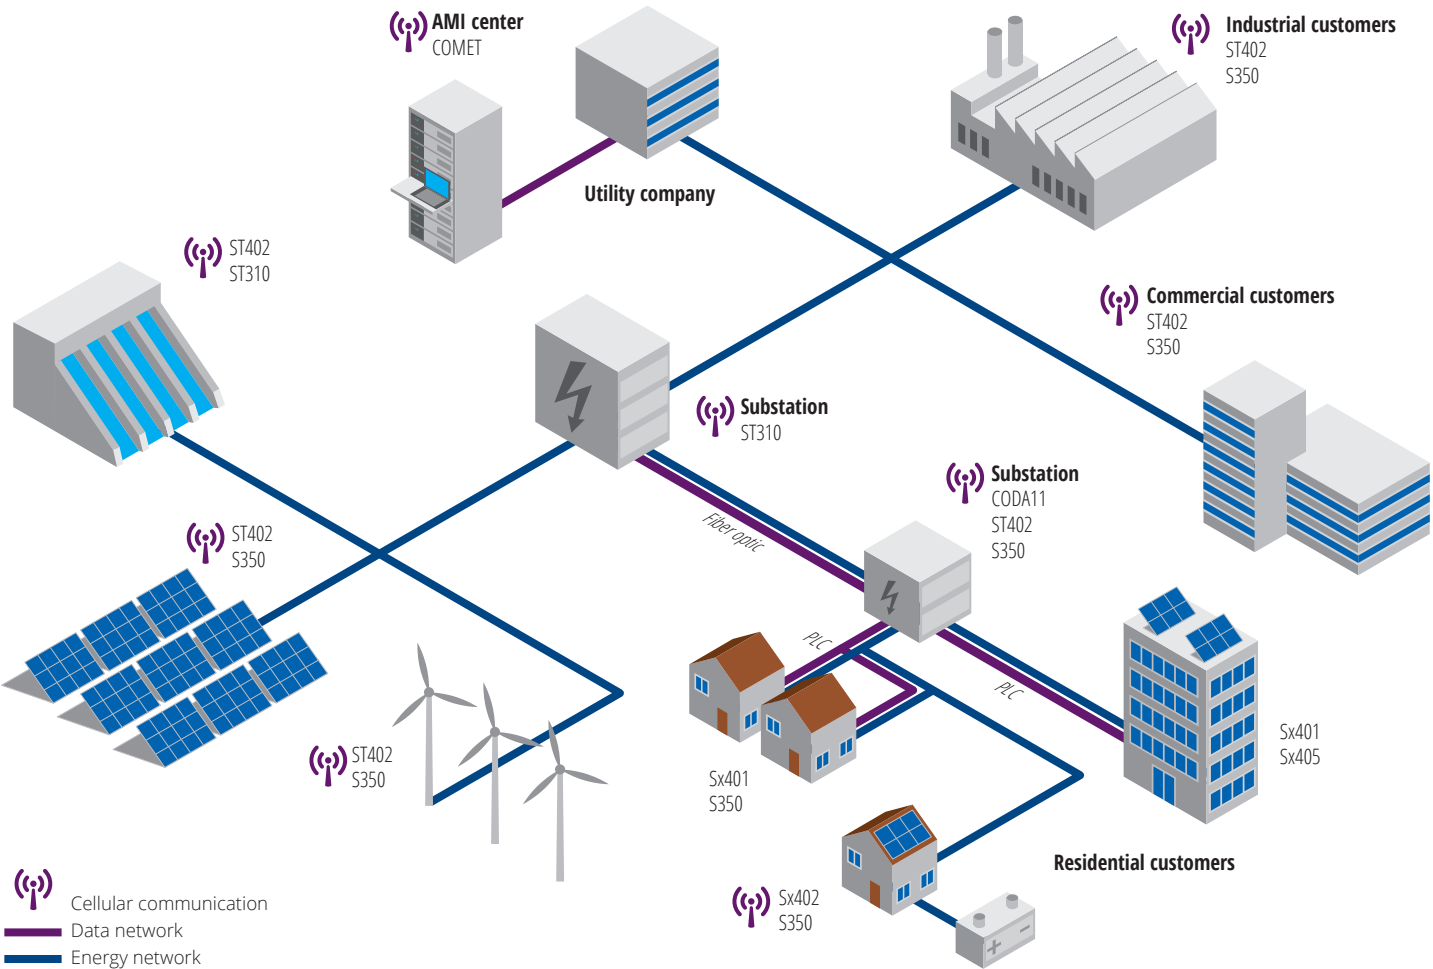 AMI center
COMET
Industrial customers
ST402
S350
Utility company
ST402
ST310
Commercial customers
ST402
S350
Substation
ST310
Substation
CODA11
ST402
S350
Fiber optic
ST402
S350
PLC
PLC
ST402
S350
Sx401
S350
Sx401
Sx405
Residential customers
Sx402
S350
Cellular communication
Data network
Energy network